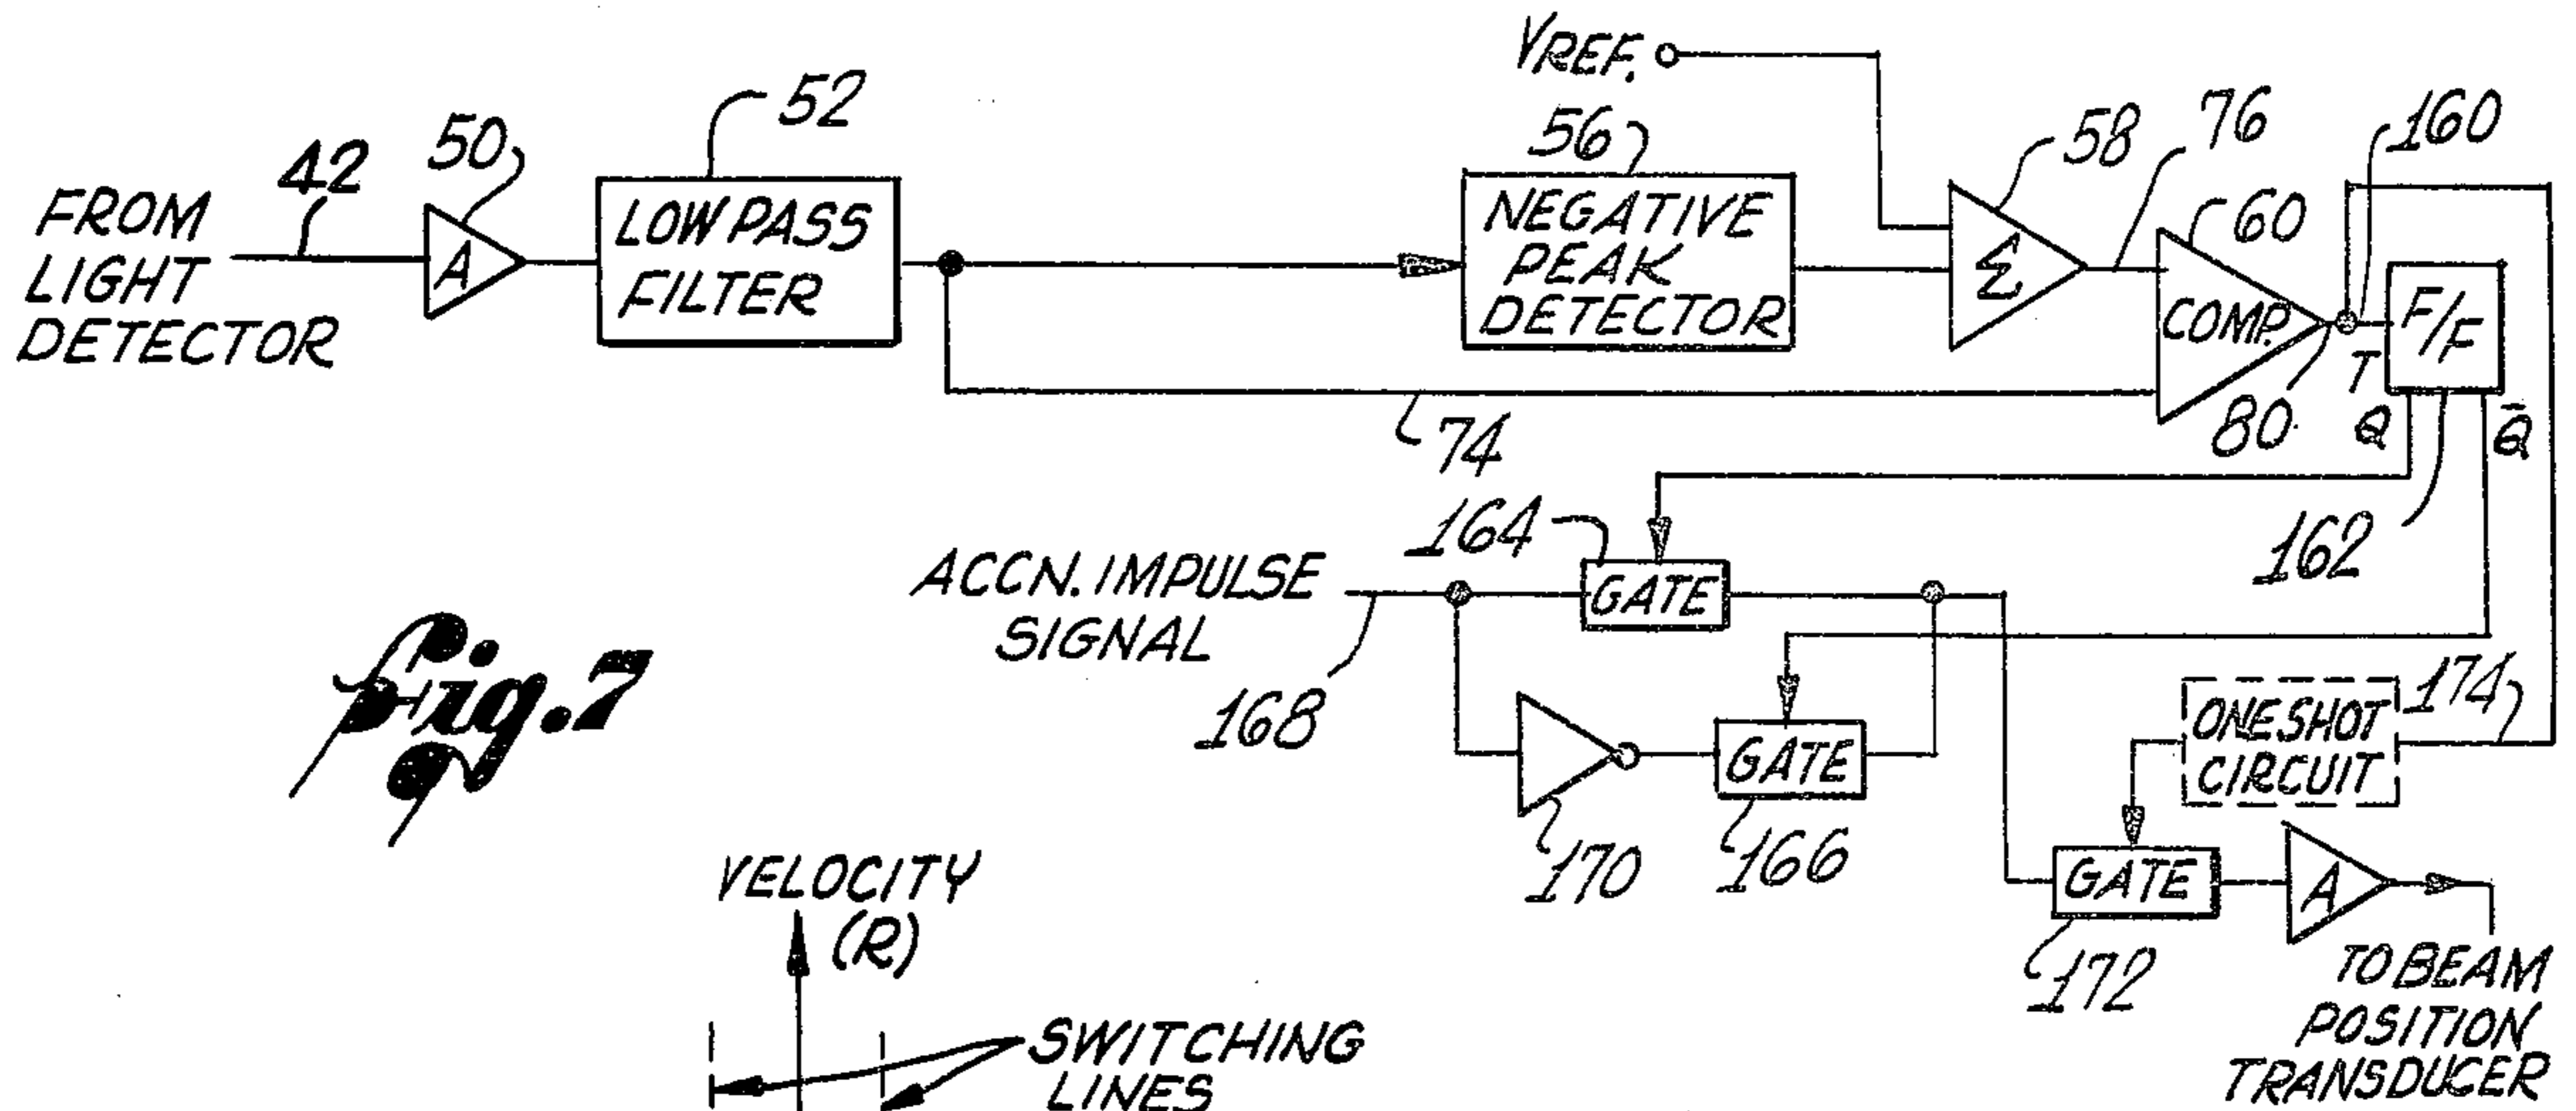 VREF.
52
56
58
76
160
42
50
60
FROM
LIGHT
DETECTOR
A
LOW PASS
FILTER
NEGATIVE
PEAK
DETECTOR
Σ
COMP.
F/F
T
80
Q
Q̄
74
162
164
ACCN. IMPULSE
SIGNAL
GATE
168
Fig. 7
170
GATE
166
ONE SHOT
CIRCUIT
174
GATE
172
A
TO BEAM
POSITION
TRANSDUCER
VELOCITY
(R)
SWITCHING
LINES